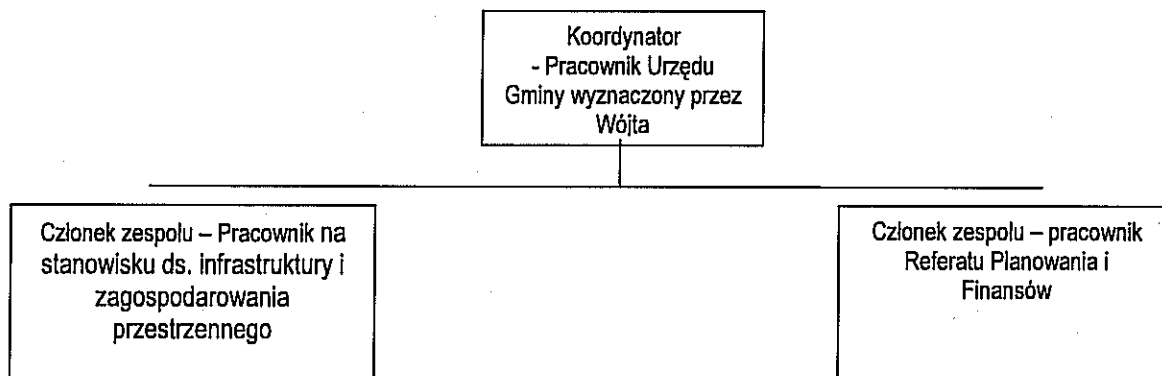 Koordynator
- Pracownik Urzędu
Gminy wyznaczony przez
Wójta
Członek zespołu – Pracownik na
stanowisku ds. infrastruktury i
zagospodarowania
przestrzennego
Członek zespołu – pracownik
Referatu Planowania i
Finansów